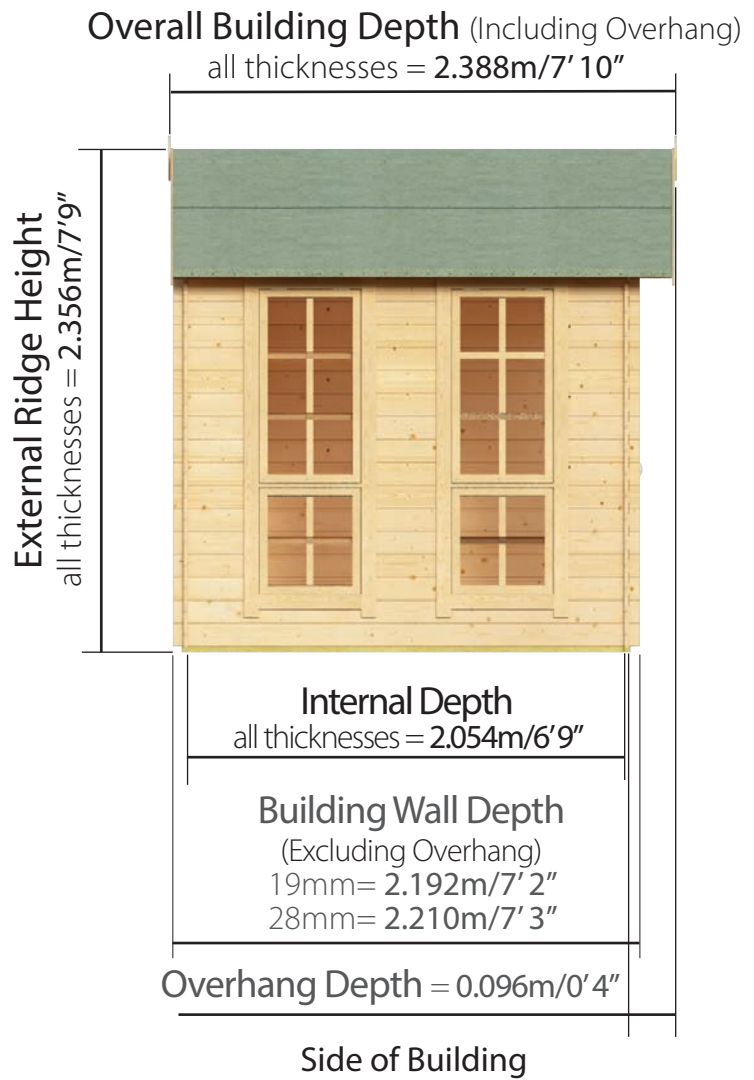 Overall Building Depth (Including Overhang)
all thicknesses = 2.388m/7’ 10”
External Ridge Height
all thicknesses = 2.356m/7’9”
Internal Depth
all thicknesses = 2.054m/6’9”
Building Wall Depth
(Excluding Overhang)
19mm= 2.192m/7’ 2”
28mm= 2.210m/7’ 3”
Overhang Depth = 0.096m/0’ 4”
Side of Building